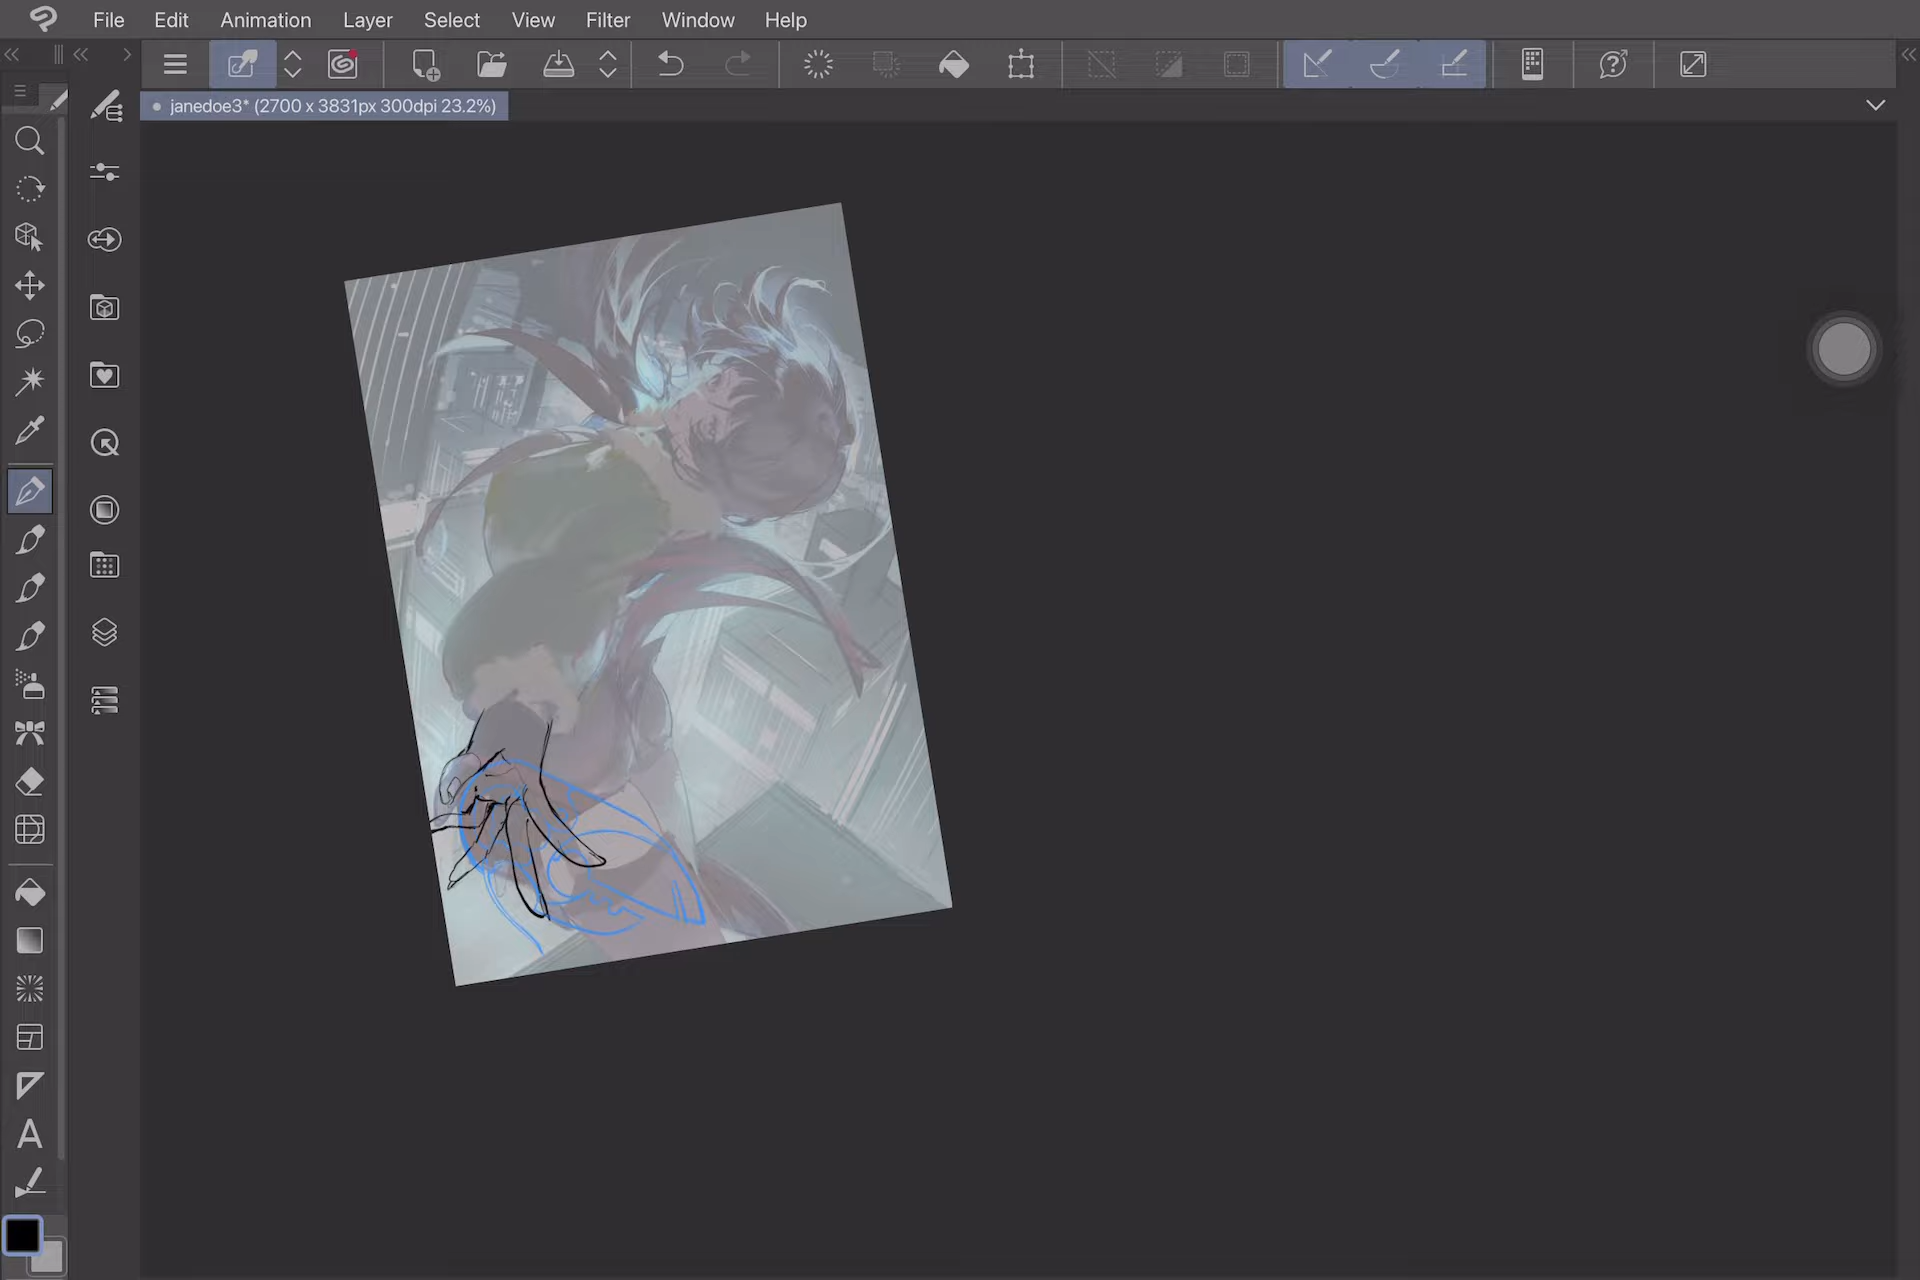 File Edit Animation Layer Select View Filter Window Help
janedoe3* (2700 x 3831px 300dpi 23.2%)